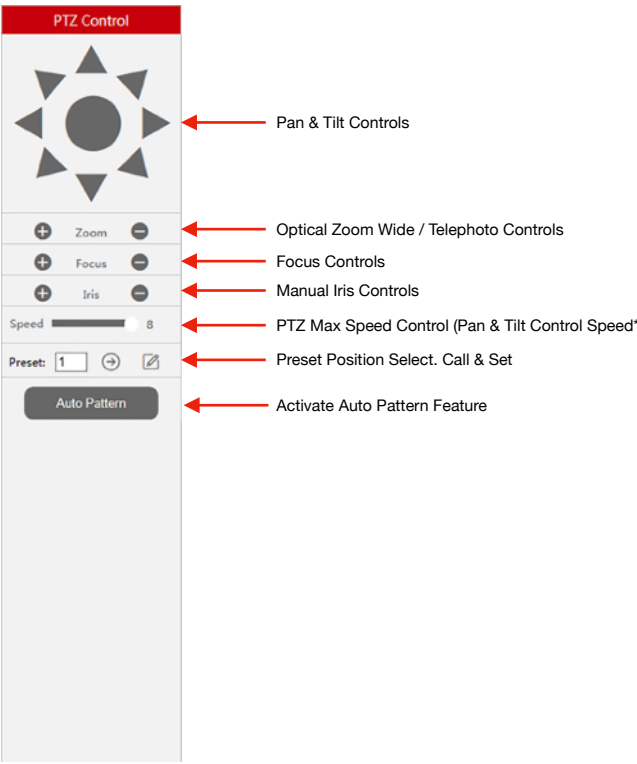 PTZ Control
Pan & Tilt Controls
Zoom Optical Zoom Wide / Telephoto Controls
Focus Focus Controls
Iris Manual Iris Controls
Speed 8 PTZ Max Speed Control (Pan & Tilt Control Speed*
Preset: 1 Preset Position Select. Call & Set
Auto Pattern Activate Auto Pattern Feature